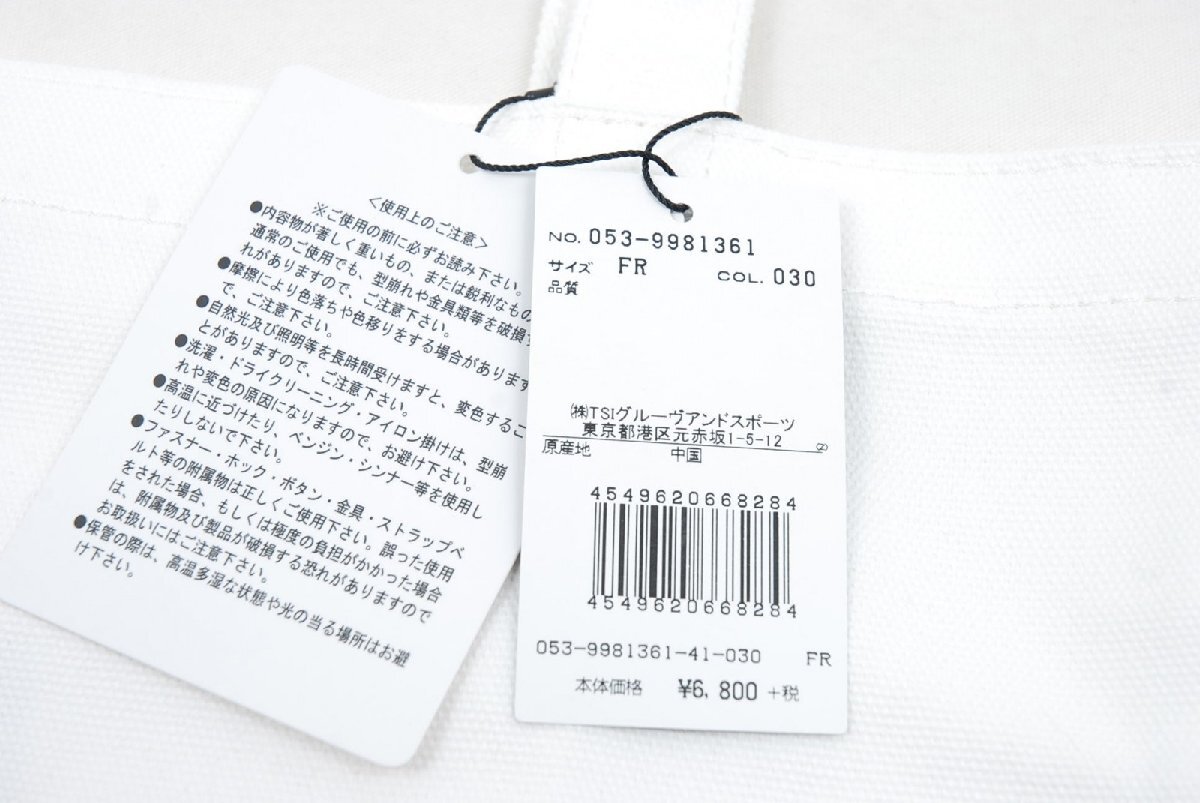 <使用上のご注意>
※ご使用の前に必ずお読み下さい。
●内容物が著しく重いもの、または鋭利なもの
通常のご使用でも、型崩れや金具類等を破損す
れがありますので、ご注意下さい。
●摩擦により色落ちや色移りをする場合があります
で、ご注意下さい。
●自然光及び照明等を長時間受けますと、変色するこ
とがありますので、ご注意下さい。
●洗濯・ドライクリーニング・アイロン掛けは、型崩
れや変色の原因になりますので、お避け下さい。
●高温に近づけたり、ベンジン・シンナー等を使用し
たりしないで下さい。
●ファスナー・ホック・ボタン・金具・ストラップベ
ルト等の附属物は正しくご使用下さい。誤った使用
をされた場合、もしくは極度の負担がかかった場合
は、附属物及び製品が破損する恐れがありますので
お取扱いにはご注意下さい。
●保管の際は、高温多湿な状態や光の当る場所はお避
け下さい。
NO. 053-9981361
サイズ FR COL. 030
品質
㈱TSIグルーヴアンドスポーツ
東京都港区元赤坂1-5-12
原産地 中国
4549620668284
4549620668284
053-9981361-41-030 FR
本体価格 ¥6,800 +税